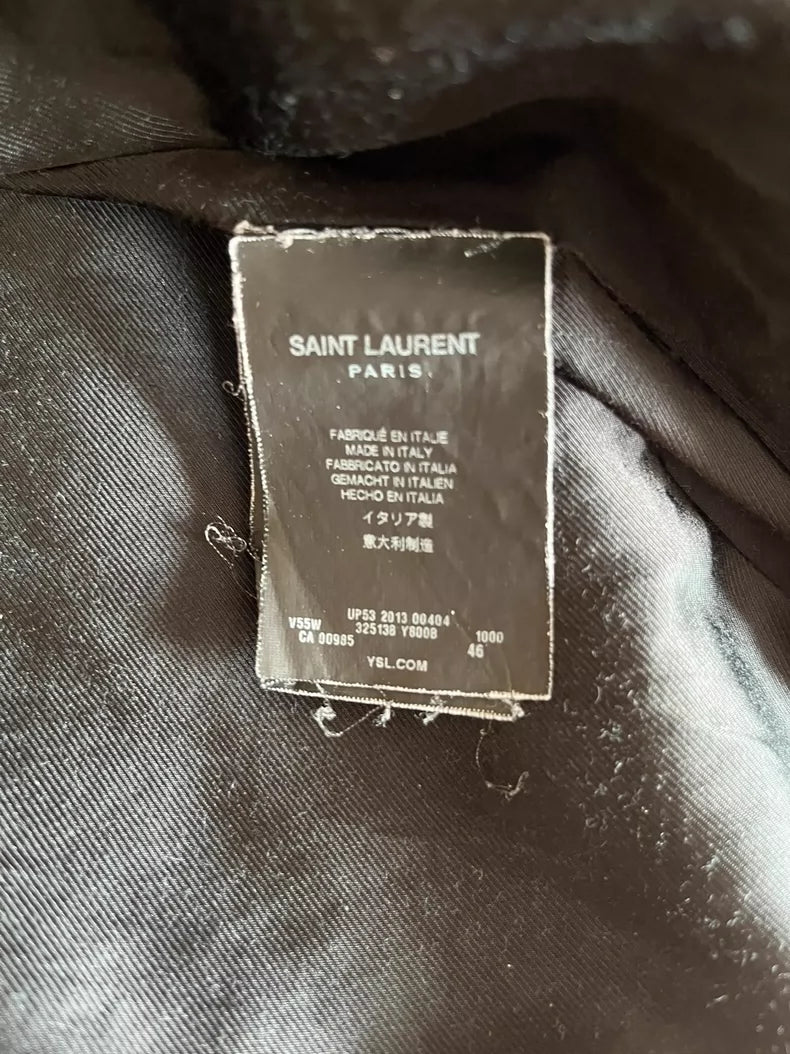 SAINT LAURENT
PARIS
FABRIQUÉ EN ITALIE
MADE IN ITALY
FABBRICATO IN ITALIA
GEMACHT IN ITALIEN
HECHO EN ITALIA
イタリア製
意大利制造
UP53 2013 00404
V55W 325138 Y800B 1000
CA 00985 46
YSL.COM